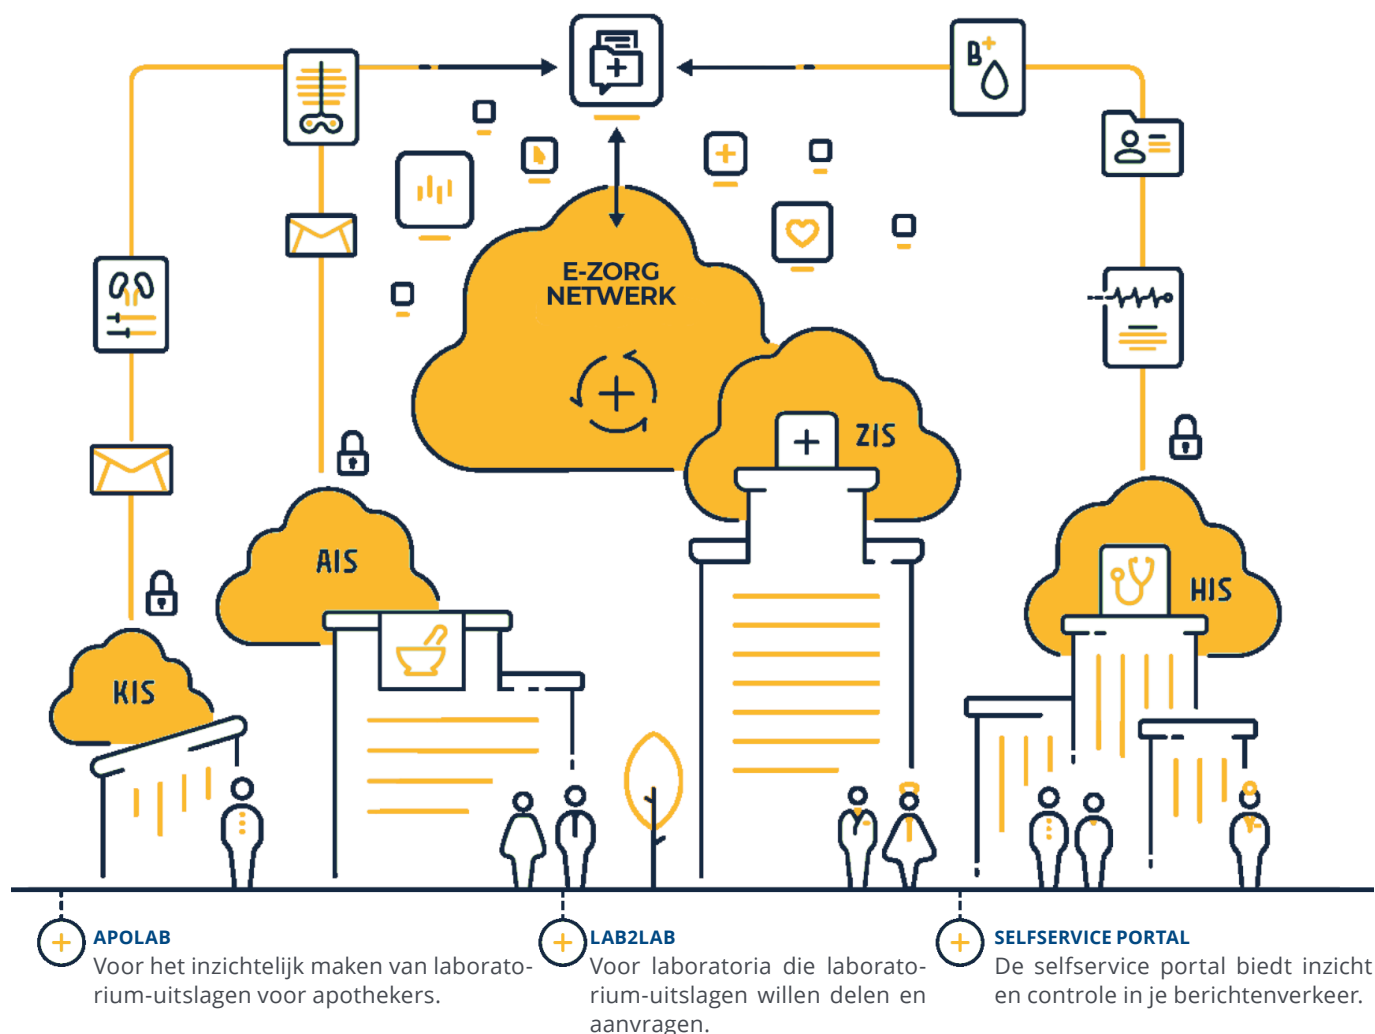 B+
E-ZORG
NETWERK
ZIS
AIS
HIS
KIS
APOLAB
Voor het inzichtelijk maken van laborato-
rium-uitslagen voor apothekers.
LAB2LAB
Voor laboratoria die laborato-
rium-uitslagen willen delen en
aanvragen.
SELFSERVICE PORTAL
De selfservice portal biedt inzicht
en controle in je berichtenverkeer.